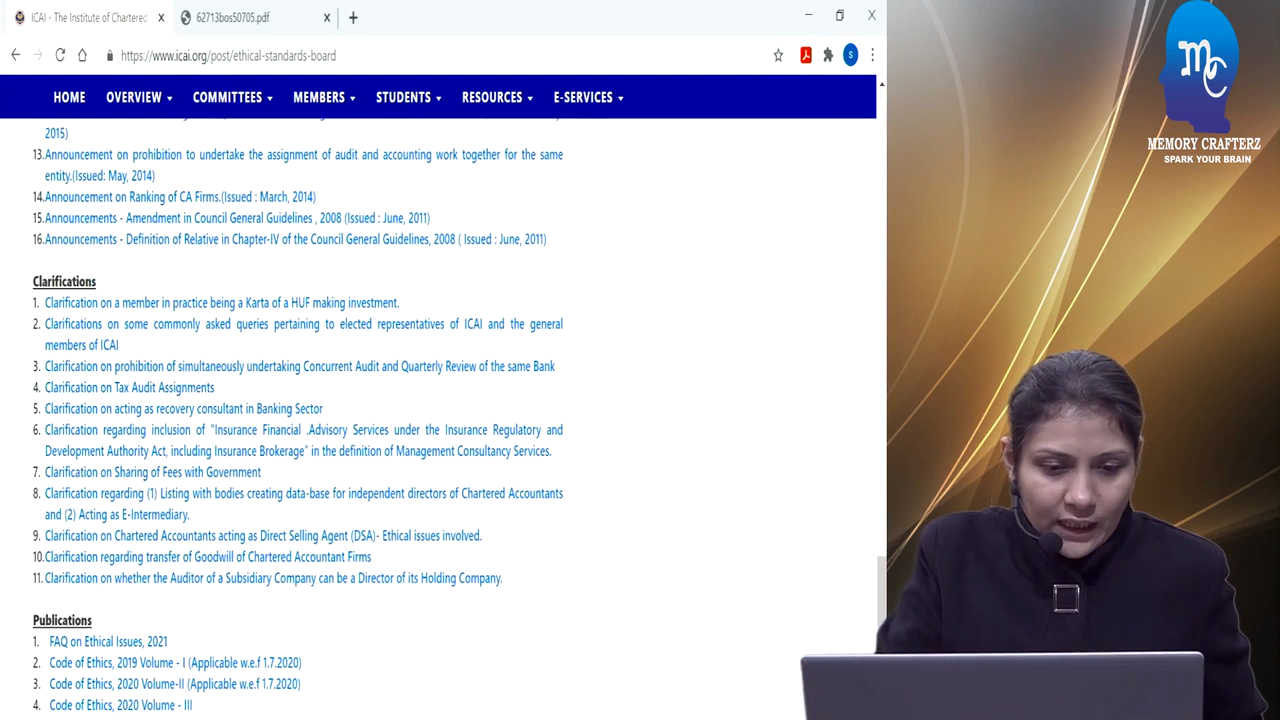 ICAI - The Institute of Chartered
62713bos50705.pdf
https://www.icai.org/post/ethical-standards-board
S
HOME OVERVIEW COMMITTEES MEMBERS STUDENTS RESOURCES E-SERVICES
2015)
13.Announcement on prohibition to undertake the assignment of audit and accounting work together for the same
entity.(Issued: May, 2014)
14.Announcement on Ranking of CA Firms.(Issued : March, 2014)
15.Announcements - Amendment in Council General Guidelines , 2008 (Issued : June, 2011)
16.Announcements - Definition of Relative in Chapter-IV of the Council General Guidelines, 2008 ( Issued : June, 2011)
Clarifications
1. Clarification on a member in practice being a Karta of a HUF making investment.
2. Clarifications on some commonly asked queries pertaining to elected representatives of ICAI and the general
members of ICAI
3. Clarification on prohibition of simultaneously undertaking Concurrent Audit and Quarterly Review of the same Bank
4. Clarification on Tax Audit Assignments
5. Clarification on acting as recovery consultant in Banking Sector
6. Clarification regarding inclusion of "Insurance Financial .Advisory Services under the Insurance Regulatory and
Development Authority Act, including Insurance Brokerage" in the definition of Management Consultancy Services.
7. Clarification on Sharing of Fees with Government
8. Clarification regarding (1) Listing with bodies creating data-base for independent directors of Chartered Accountants
and (2) Acting as E-Intermediary.
9. Clarification on Chartered Accountants acting as Direct Selling Agent (DSA)- Ethical issues involved.
10.Clarification regarding transfer of Goodwill of Chartered Accountant Firms
11. Clarification on whether the Auditor of a Subsidiary Company can be a Director of its Holding Company.
Publications
1. FAQ on Ethical Issues, 2021
2. Code of Ethics, 2019 Volume - I (Applicable w.e.f 1.7.2020)
3. Code of Ethics, 2020 Volume-II (Applicable w.e.f 1.7.2020)
4. Code of Ethics, 2020 Volume - III
mc
MEMORY CRAFTERZ
SPARK YOUR BRAIN